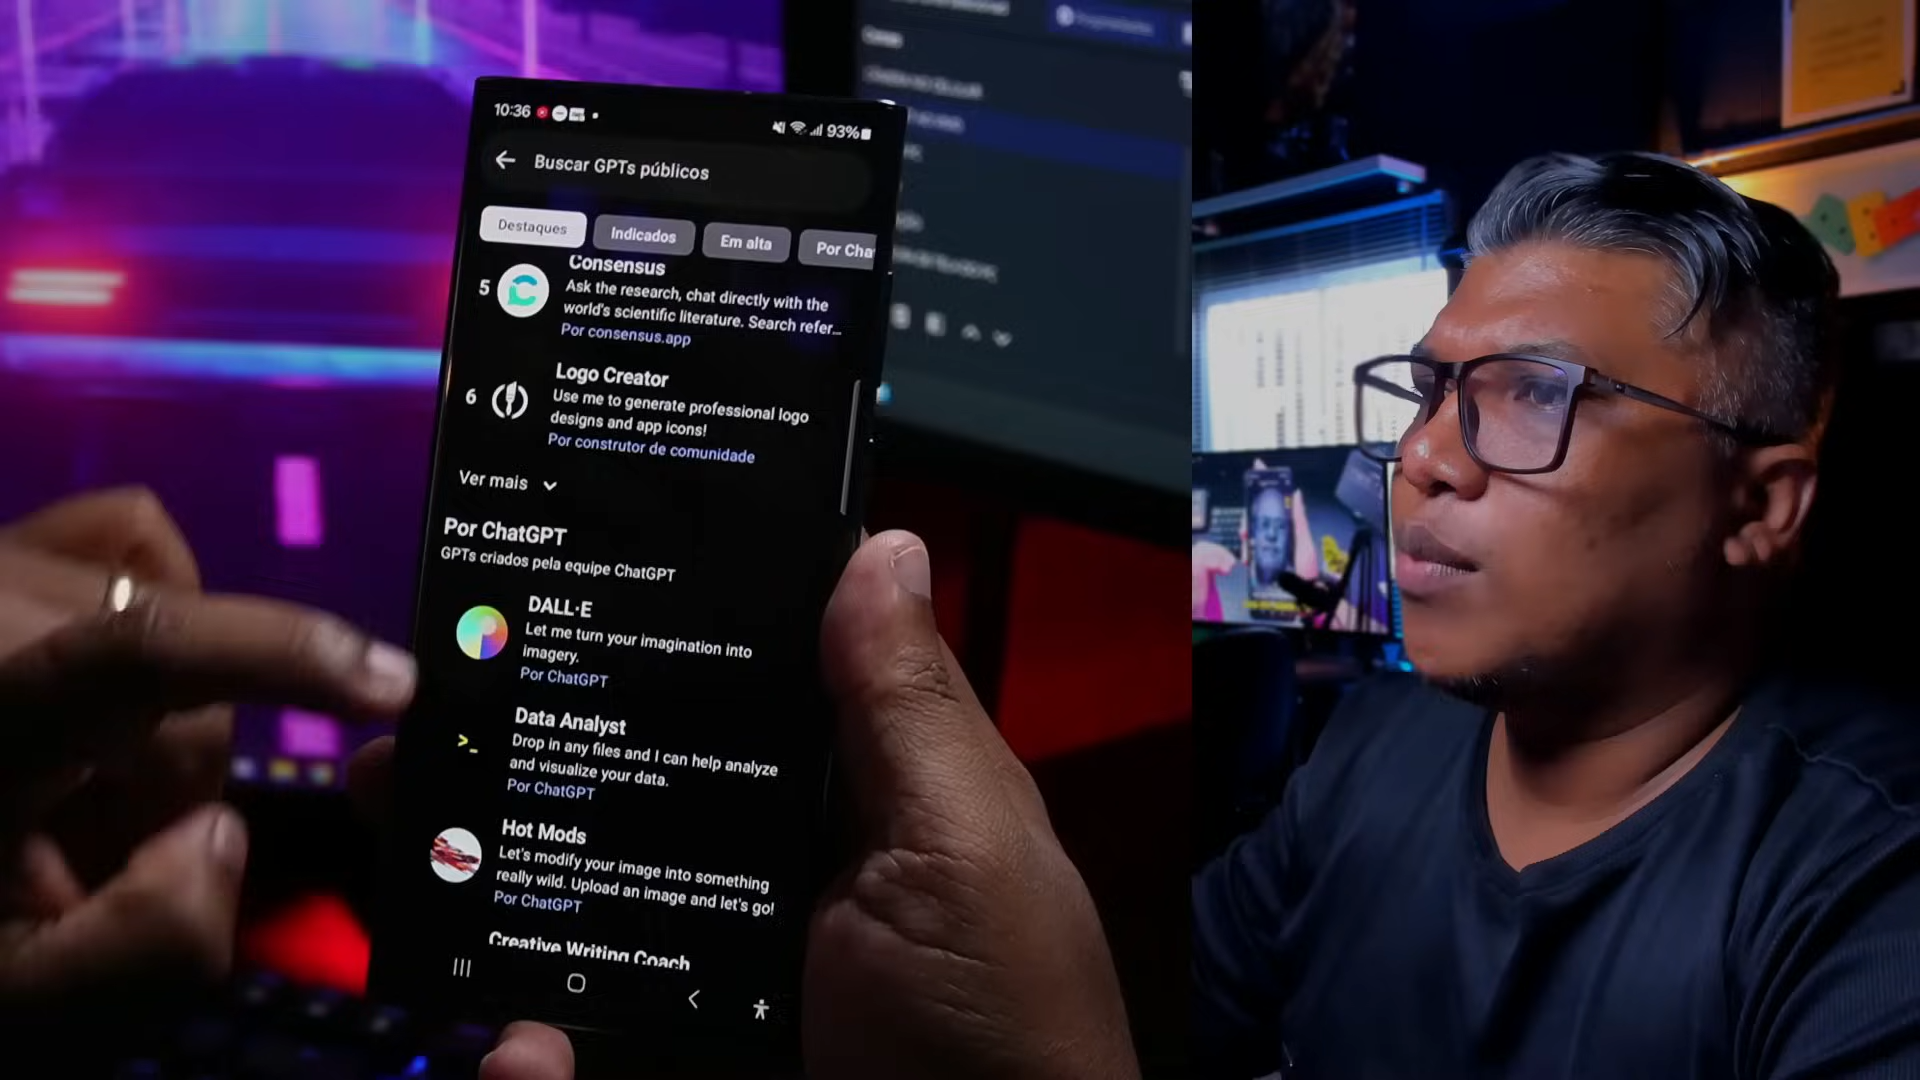 10:36
93%
Buscar GPTs públicos
Destaques
Indicados
Em alta
Por Cha
5
Consensus
Ask the research, chat directly with the
world's scientific literature. Search refer...
Por consensus.app
6
Logo Creator
Use me to generate professional logo
designs and app icons!
Por construtor de comunidade
Ver mais
Por ChatGPT
GPTs criados pela equipe ChatGPT
DALL·E
Let me turn your imagination into
imagery.
Por ChatGPT
Data Analyst
Drop in any files and I can help analyze
and visualize your data.
Por ChatGPT
Hot Mods
Let's modify your image into something
really wild. Upload an image and let's go!
Por ChatGPT
Creative Writing Coach